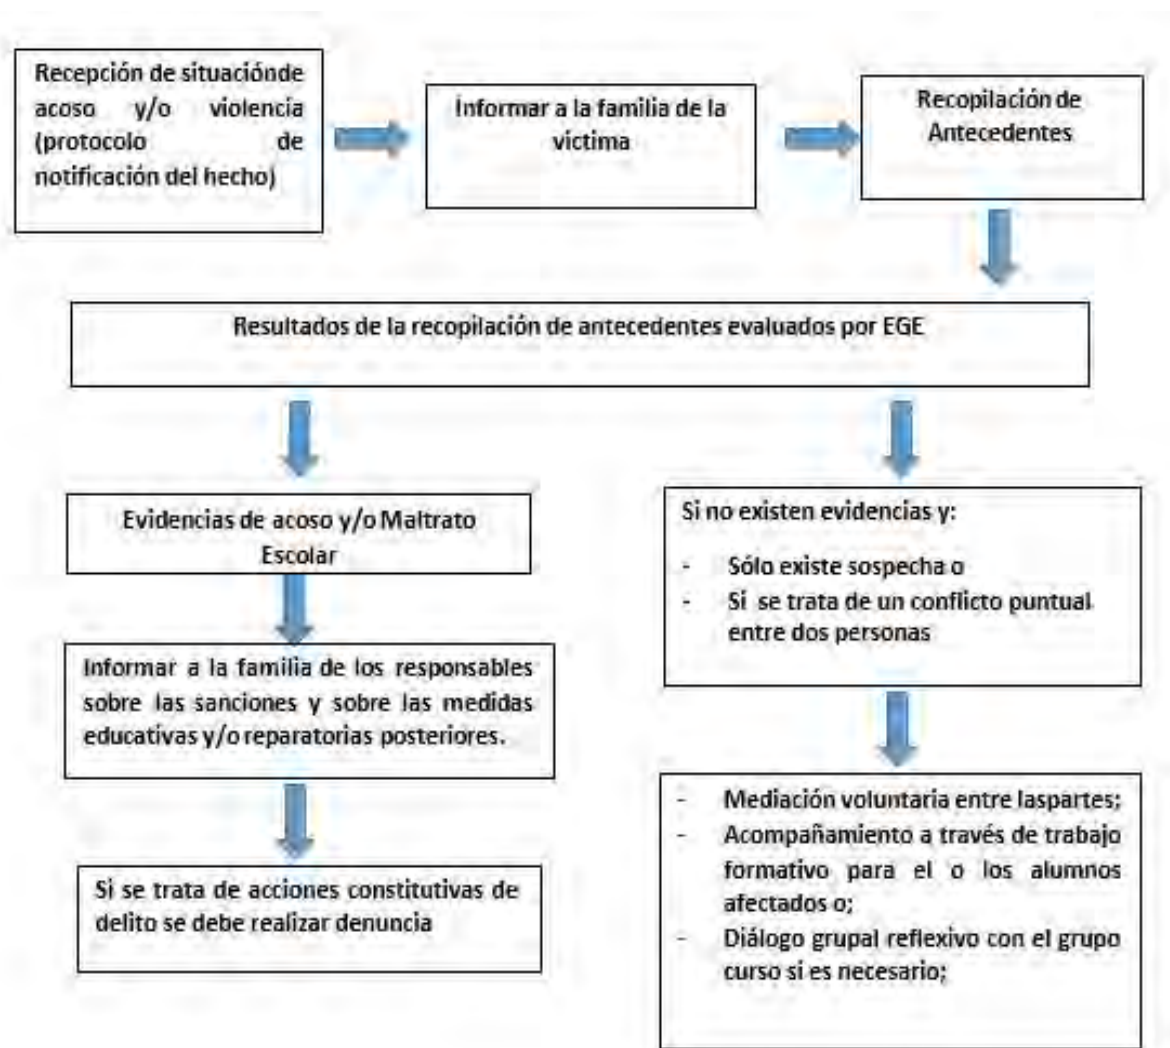 Recepción de situaciónde
acoso y/o violencia
(protocolo de
notificación del hecho)
Informar a la familia de la
victima
Recopilación de
Antecedentes
Resultados de la recopilación de antecedentes evaluados por EGE
Evidencias de acoso y/o Maltrato
Escolar
Informar a la familia de los responsables
sobre las sanciones y sobre las medidas
educativas y/o reparatorias posteriores.
Si se trata de acciones constitutivas de
delito se debe realizar denuncia
Si no existen evidencias y:
- Sólo existe sospecha o
- Si se trata de un conflicto puntual
entre dos personas
- Mediación voluntaria entre laspartes;
- Acompañamiento a través de trabajo
formativo para el o los alumnos
afectados o;
- Diálogo grupal reflexivo con el grupo
curso si es necesario;